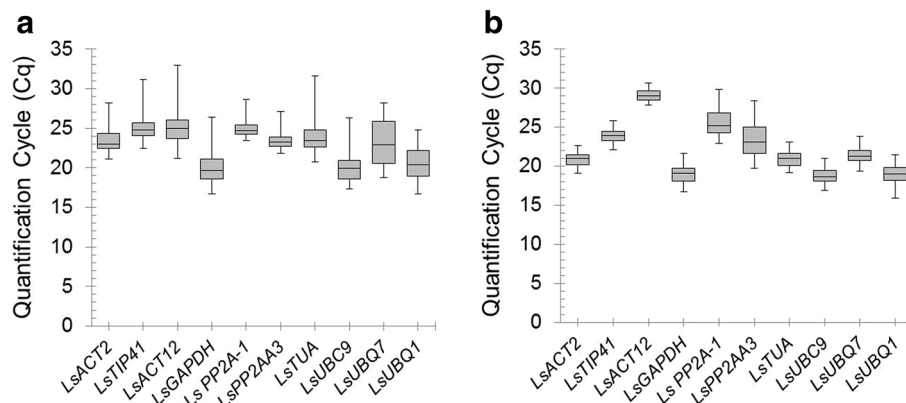 a
Quantification Cycle (Cq)
35
30
25
20
15
10
5
0
LsACT2
LsTIP41
LsACT12
LsGAPDH
Ls PP2A-1
LsPP2AA3
LsTUA
LsUBC9
LsUBQ7
LsUBQ1
b
Quantification Cycle (Cq)
35
30
25
20
15
10
5
0
LsACT2
LsTIP41
LsACT12
LsGAPDH
Ls PP2A-1
LsPP2AA3
LsTUA
LsUBC9
LsUBQ7
LsUBQ1